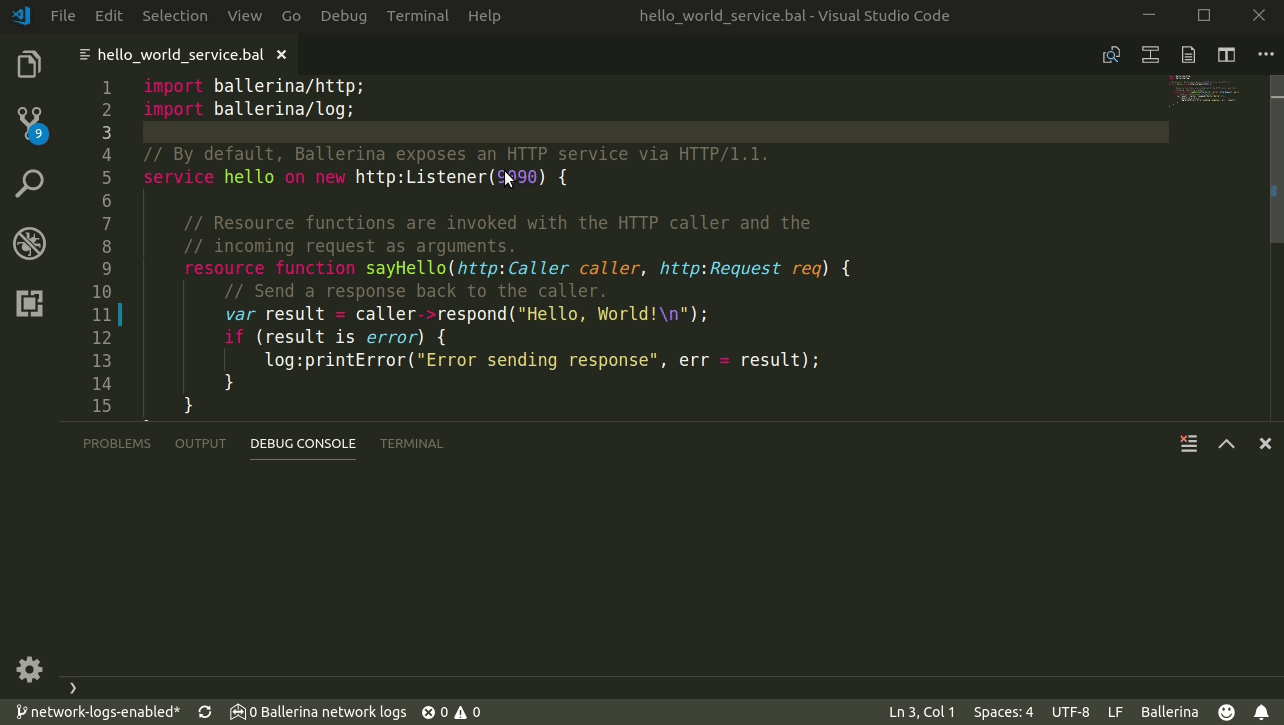 File Edit Selection View Go Debug Terminal Help hello_world_service.bal - Visual Studio Code
hello_world_service.bal
1 import ballerina/http;
2 import ballerina/log;
3
4 // By default, Ballerina exposes an HTTP service via HTTP/1.1.
5 service hello on new http:Listener(9090) {
6
7 // Resource functions are invoked with the HTTP caller and the
8 // incoming request as arguments.
9 resource function sayHello(http:Caller caller, http:Request req) {
10 // Send a response back to the caller.
11 var result = caller->respond("Hello, World!\n");
12 if (result is error) {
13 log:printError("Error sending response", err = result);
14 }
15 }
9
PROBLEMS OUTPUT DEBUG CONSOLE TERMINAL
network-logs-enabled* 0 Ballerina network logs 0 0 Ln 3, Col 1 Spaces: 4 UTF-8 LF Ballerina